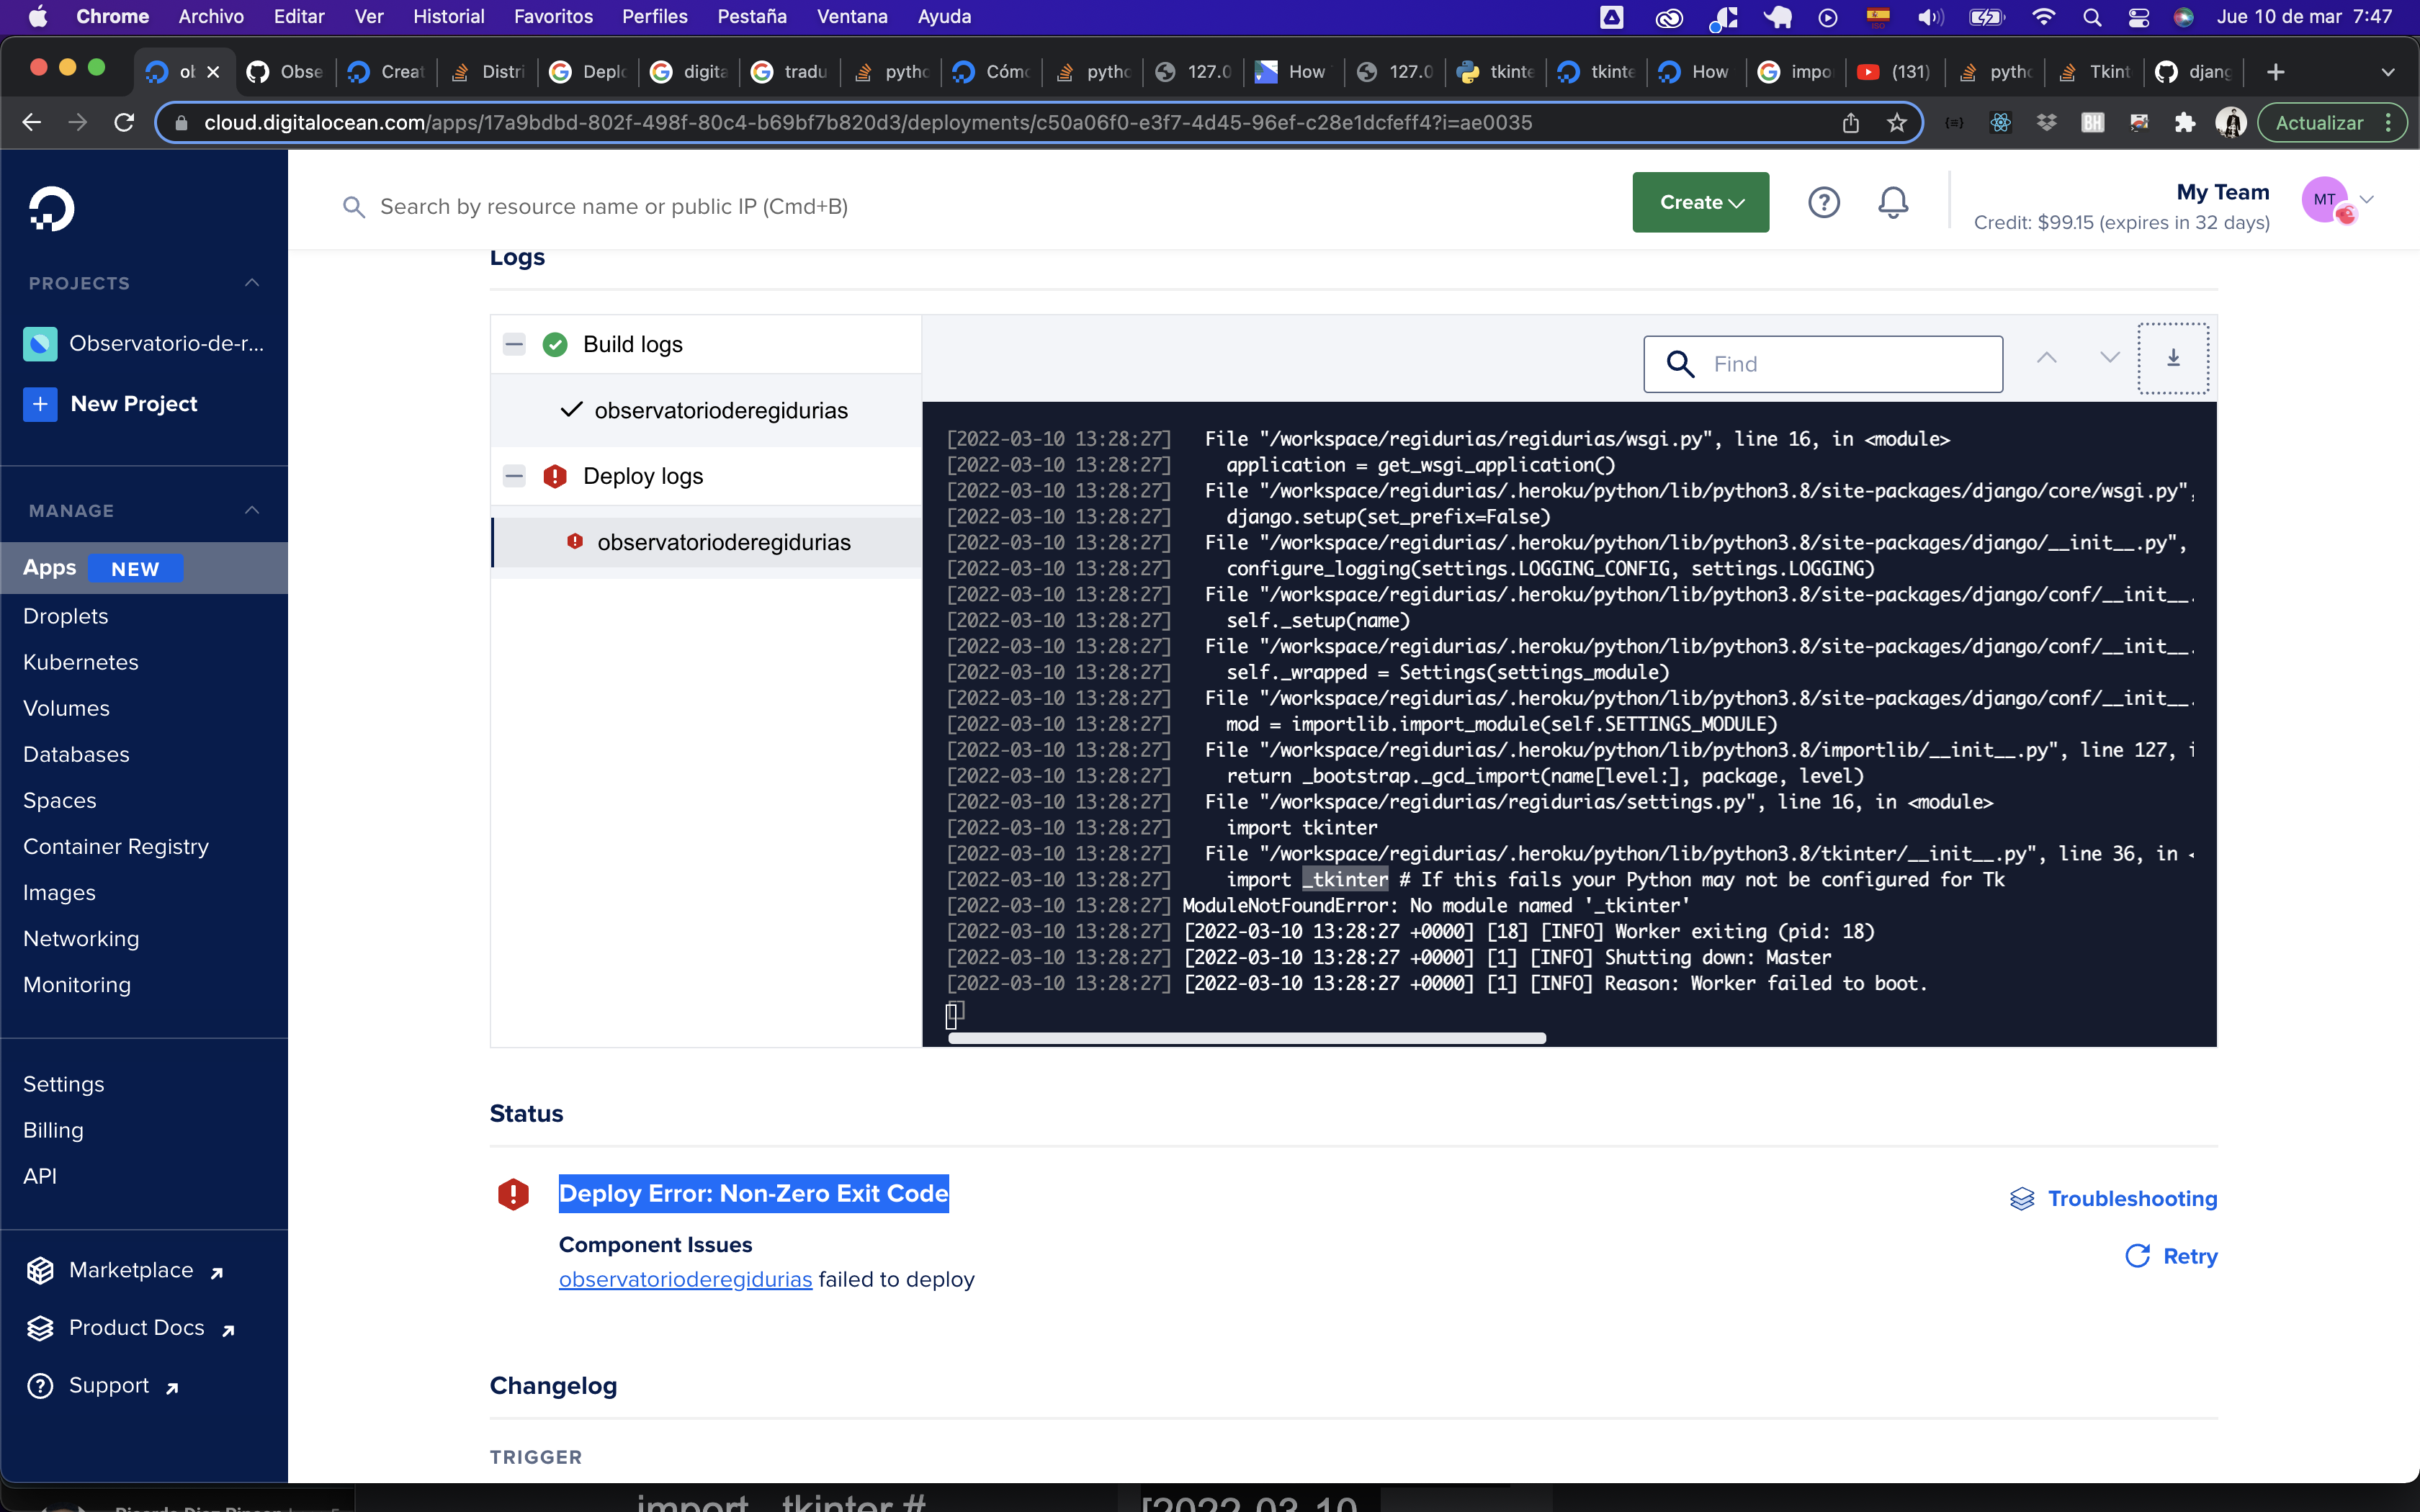 Chrome Archivo Editar Ver Historial Favoritos Perfiles Pestaña Ventana Ayuda
Jue 10 de mar 7:47
ok Obse Creat Distri Deplo digita tradu pytho Cómo pytho 127.0 How 127.0 tkinte tkinte How impo (131) pytho Tkint djang
cloud.digitalocean.com/apps/17a9bdbd-802f-498f-80c4-b69bf7b820d3/deployments/c50a06f0-e3f7-4d45-96ef-c28e1dcfeff4?i=ae0035
BH
Actualizar
Search by resource name or public IP (Cmd+B)
Create
My Team
Credit: $99.15 (expires in 32 days)
MT
PROJECTS
Observatorio-de-r...
New Project
MANAGE
Apps NEW
Droplets
Kubernetes
Volumes
Databases
Spaces
Container Registry
Images
Networking
Monitoring
Settings
Billing
API
Marketplace
Product Docs
Support
Logs
Build logs
observatorioderegidurias
Deploy logs
observatorioderegidurias
Find
[2022-03-10 13:28:27] File "/workspace/regidurias/regidurias/wsgi.py", line 16, in <module>
[2022-03-10 13:28:27] application = get_wsgi_application()
[2022-03-10 13:28:27] File "/workspace/regidurias/.heroku/python/lib/python3.8/site-packages/django/core/wsgi.py",
[2022-03-10 13:28:27] django.setup(set_prefix=False)
[2022-03-10 13:28:27] File "/workspace/regidurias/.heroku/python/lib/python3.8/site-packages/django/__init__.py",
[2022-03-10 13:28:27] configure_logging(settings.LOGGING_CONFIG, settings.LOGGING)
[2022-03-10 13:28:27] File "/workspace/regidurias/.heroku/python/lib/python3.8/site-packages/django/conf/__init__.
[2022-03-10 13:28:27] self._setup(name)
[2022-03-10 13:28:27] File "/workspace/regidurias/.heroku/python/lib/python3.8/site-packages/django/conf/__init__.
[2022-03-10 13:28:27] self._wrapped = Settings(settings_module)
[2022-03-10 13:28:27] File "/workspace/regidurias/.heroku/python/lib/python3.8/site-packages/django/conf/__init__.
[2022-03-10 13:28:27] mod = importlib.import_module(self.SETTINGS_MODULE)
[2022-03-10 13:28:27] File "/workspace/regidurias/.heroku/python/lib/python3.8/importlib/__init__.py", line 127, i
[2022-03-10 13:28:27] return _bootstrap._gcd_import(name[level:], package, level)
[2022-03-10 13:28:27] File "/workspace/regidurias/regidurias/settings.py", line 16, in <module>
[2022-03-10 13:28:27] import tkinter
[2022-03-10 13:28:27] File "/workspace/regidurias/.heroku/python/lib/python3.8/tkinter/__init__.py", line 36, in <
[2022-03-10 13:28:27] import _tkinter # If this fails your Python may not be configured for Tk
[2022-03-10 13:28:27] ModuleNotFoundError: No module named '_tkinter'
[2022-03-10 13:28:27] [2022-03-10 13:28:27 +0000] [18] [INFO] Worker exiting (pid: 18)
[2022-03-10 13:28:27] [2022-03-10 13:28:27 +0000] [1] [INFO] Shutting down: Master
[2022-03-10 13:28:27] [2022-03-10 13:28:27 +0000] [1] [INFO] Reason: Worker failed to boot.
[]
Status
Deploy Error: Non-Zero Exit Code
Component Issues
observatorioderegidurias failed to deploy
Troubleshooting
Retry
Changelog
TRIGGER
import _tkinter #
[2022-03-10